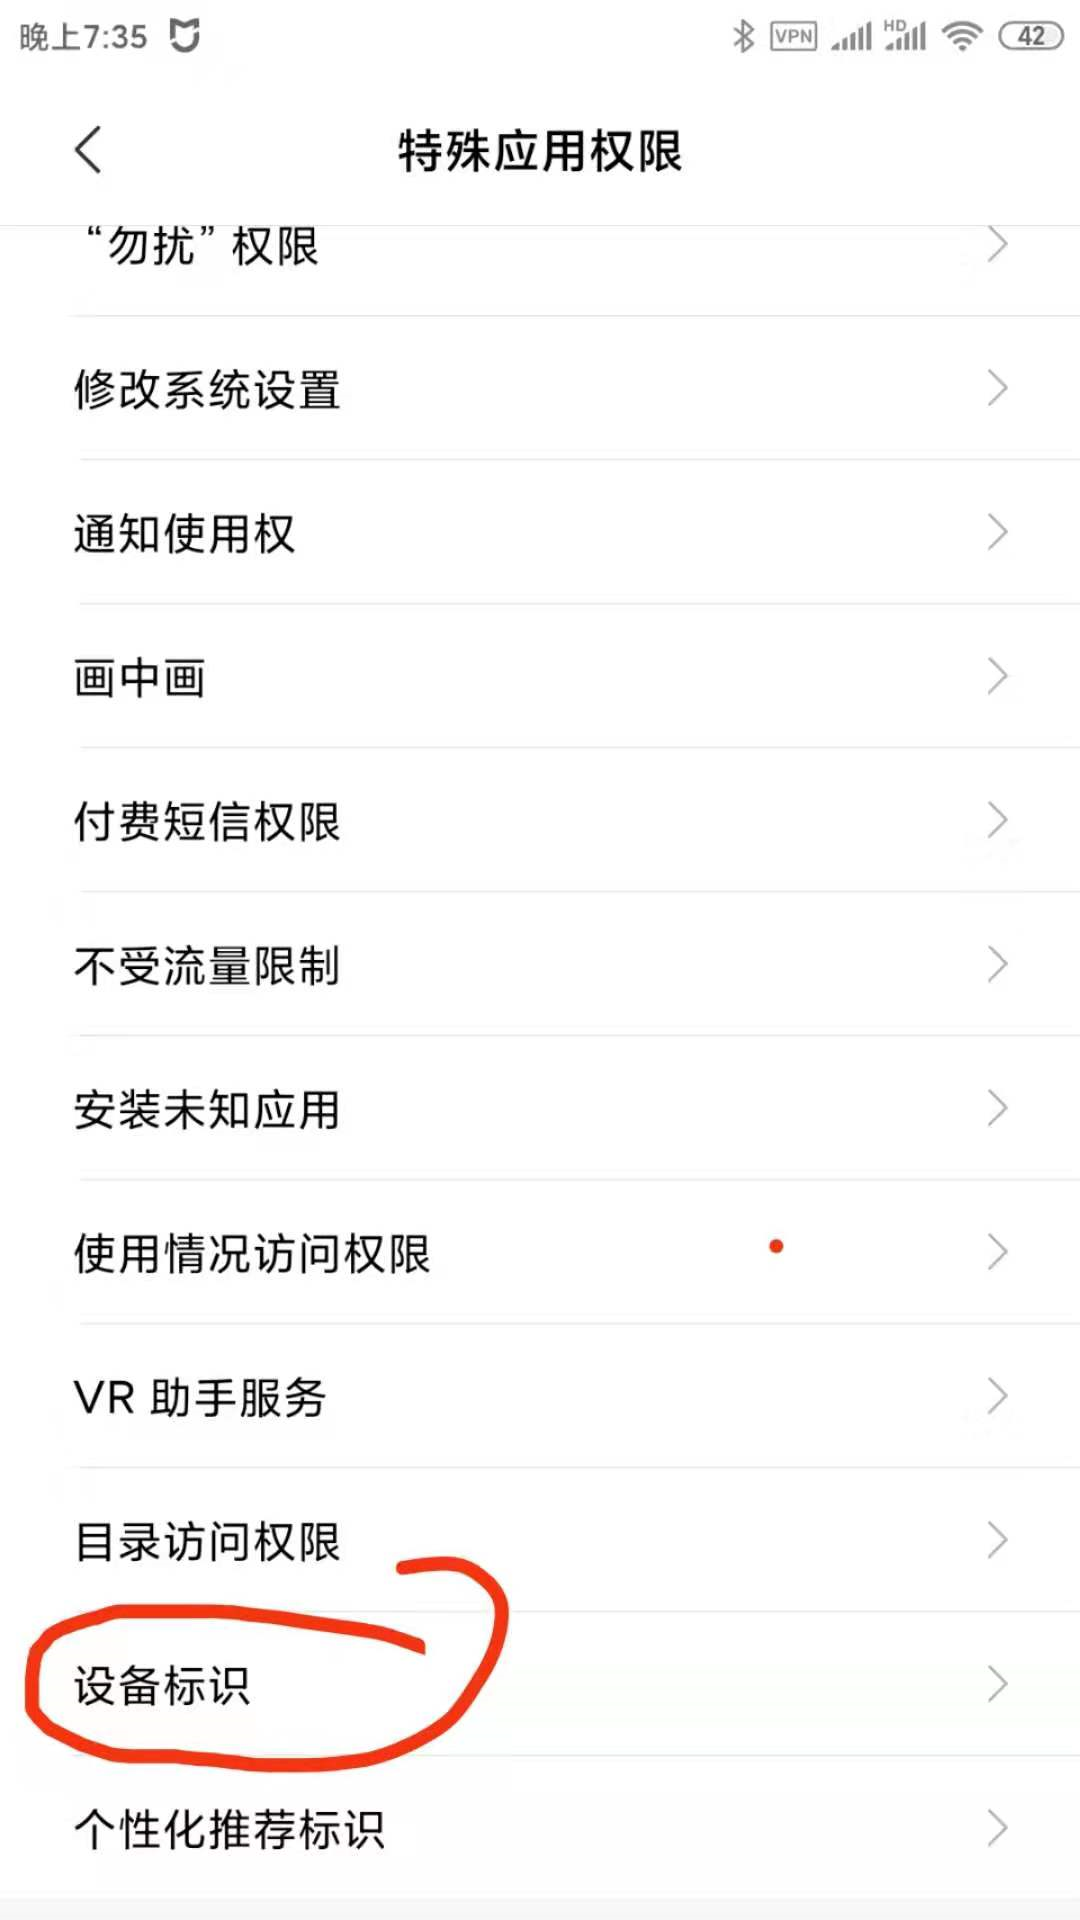 晚上7:35 VPN HD 42
特殊应用权限
“勿扰”权限
修改系统设置
通知使用权
画中画
付费短信权限
不受流量限制
安装未知应用
使用情况访问权限
VR 助手服务
目录访问权限
设备标识
个性化推荐标识